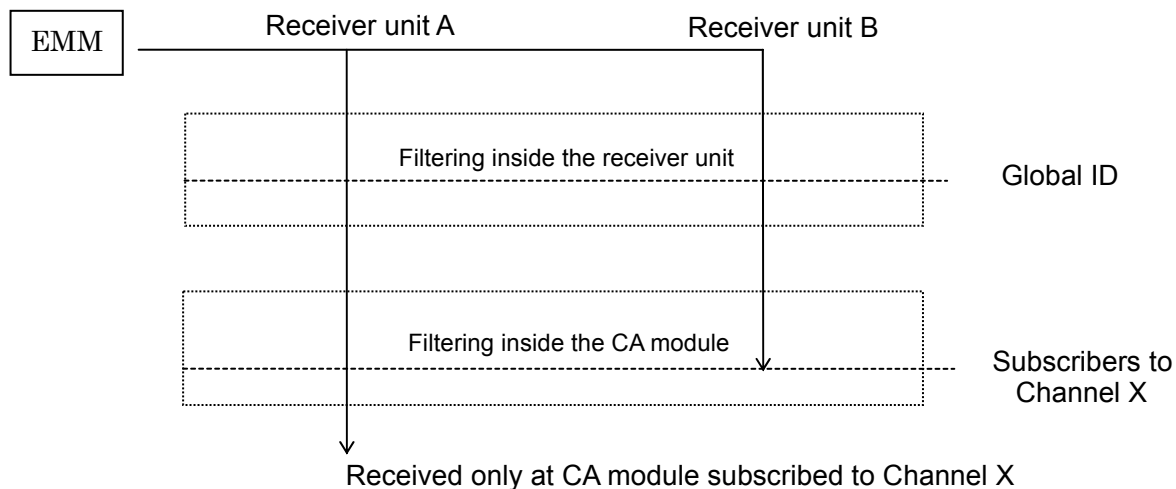 EMM
Receiver unit A
Receiver unit B
Filtering inside the receiver unit
Global ID
Filtering inside the CA module
Subscribers to
Channel X
Received only at CA module subscribed to Channel X